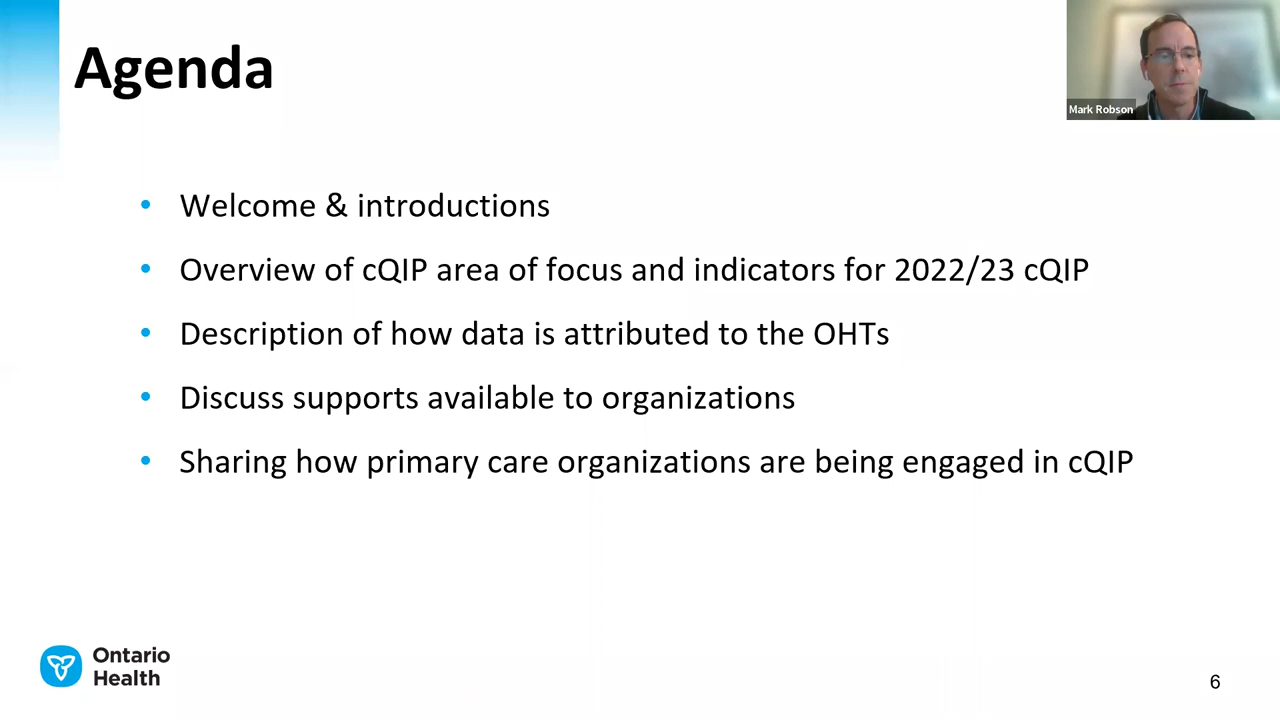 Agenda
Mark Robson
• Welcome & introductions
• Overview of cQIP area of focus and indicators for 2022/23 cQIP
• Description of how data is attributed to the OHTs
• Discuss supports available to organizations
• Sharing how primary care organizations are being engaged in cQIP
Ontario
Health
6